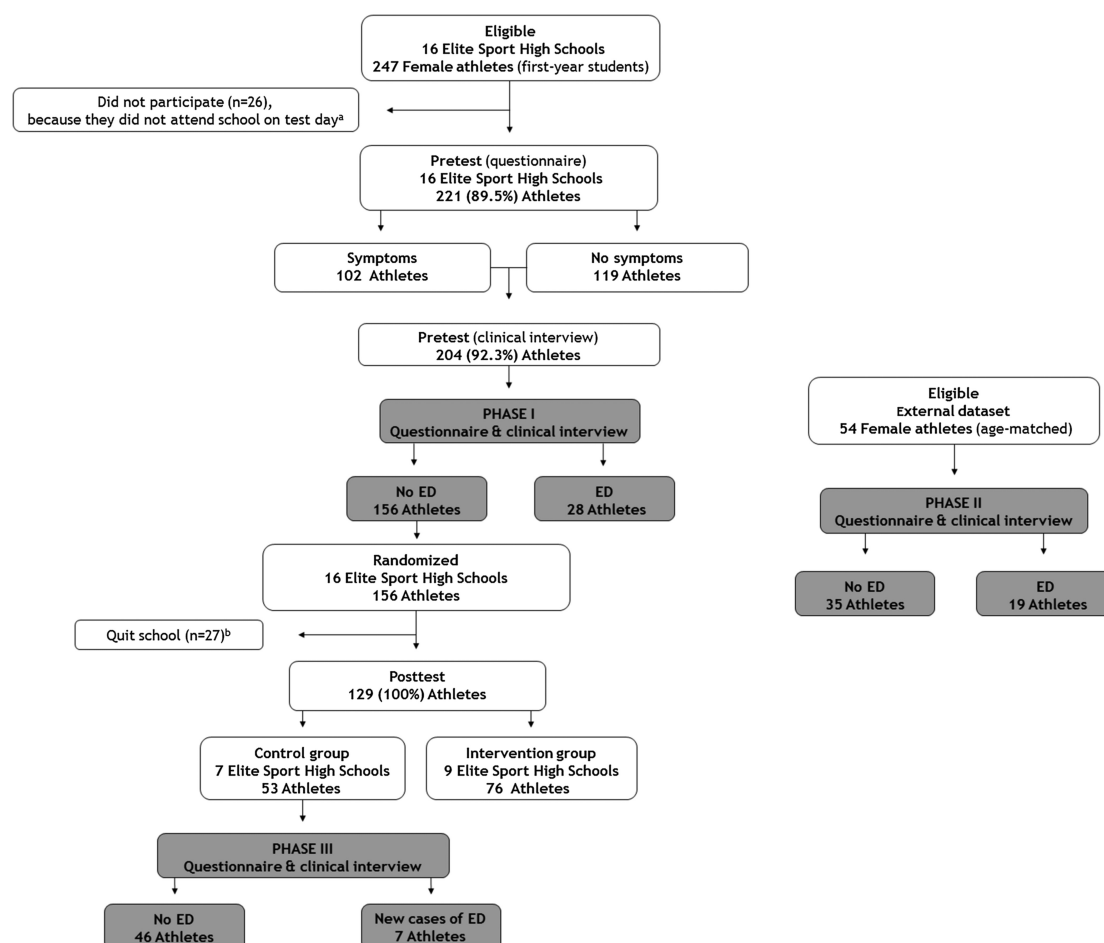 Eligible
16 Elite Sport High Schools
247 Female athletes (first-year students)
Did not participate (n=26),
because they did not attend school on test dayᵃ
Pretest (questionnaire)
16 Elite Sport High Schools
221 (89.5%) Athletes
Symptoms
102 Athletes
No symptoms
119 Athletes
Pretest (clinical interview)
204 (92.3%) Athletes
PHASE I
Questionnaire & clinical interview
No ED
156 Athletes
ED
28 Athletes
Randomized
16 Elite Sport High Schools
156 Athletes
Quit school (n=27)ᵇ
Posttest
129 (100%) Athletes
Control group
7 Elite Sport High Schools
53 Athletes
Intervention group
9 Elite Sport High Schools
76 Athletes
PHASE III
Questionnaire & clinical interview
No ED
46 Athletes
New cases of ED
7 Athletes
Eligible
External dataset
54 Female athletes (age-matched)
PHASE II
Questionnaire & clinical interview
No ED
35 Athletes
ED
19 Athletes